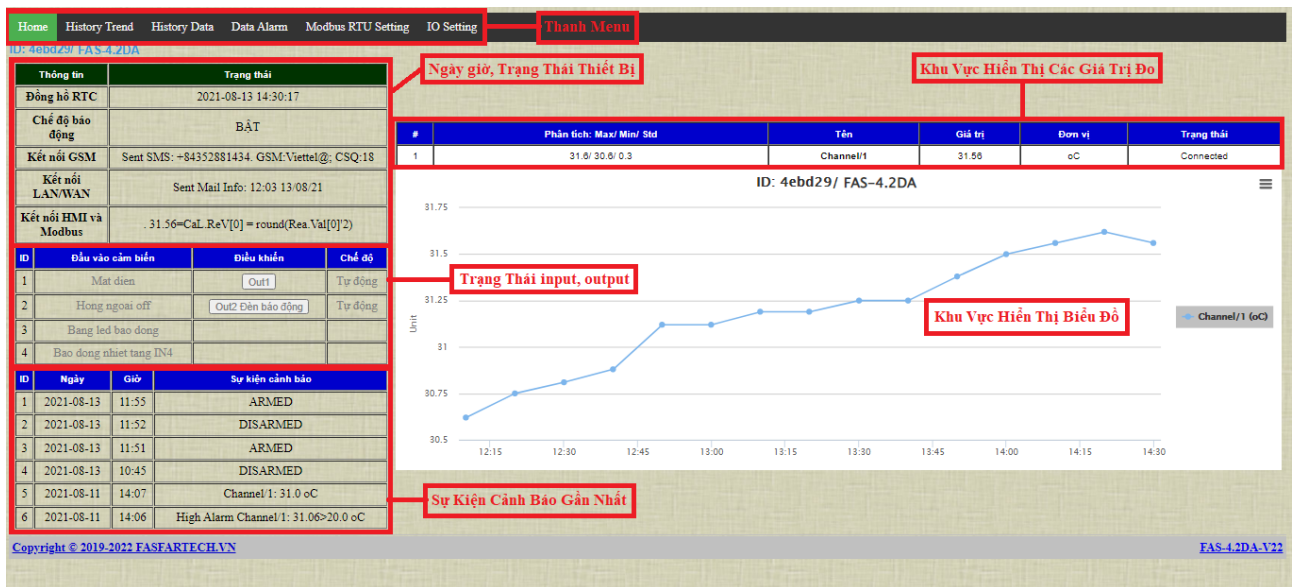 Home History Trend History Data Data Alarm Modbus RTU Setting IO Setting
Thanh Menu
ID: 4ebd29/ FAS-4.2DA
Thông tin Trạng thái
Đồng hồ RTC 2021-08-13 14:30:17
Chế độ báo động BẬT
Kết nối GSM Sent SMS: +84352881434. GSM:Viettel@; CSQ:18
Kết nối LAN/WAN Sent Mail Info: 12:03 13/08/21
Kết nối HMI và Modbus . 31.56=CaL.ReV[0] = round(Rea.Val[0]'2)
Ngày giờ, Trạng Thái Thiết Bị
ID Đầu vào cảm biến Điều khiển Chế độ
1 Mat dien Out1 Tự động
2 Hong ngoai off Out2 Đèn báo động Tự động
3 Bang led bao dong
4 Bao dong nhiet tang IN4
Trạng Thái input, output
ID Ngày Giờ Sự kiện cảnh báo
1 2021-08-13 11:55 ARMED
2 2021-08-13 11:52 DISARMED
3 2021-08-13 11:51 ARMED
4 2021-08-13 10:45 DISARMED
5 2021-08-11 14:07 Channel/1: 31.0 oC
6 2021-08-11 14:06 High Alarm Channel/1: 31.06>20.0 oC
Sự Kiện Cảnh Báo Gần Nhất
Khu Vực Hiển Thị Các Giá Trị Đo
# Phân tích: Max/ Min/ Std Tên Giá trị Đơn vị Trạng thái
1 31.6/ 30.6/ 0.3 Channel/1 31.56 oC Connected
ID: 4ebd29/ FAS-4.2DA
31.75
31.5
31.25
31
30.75
30.5
Unit
Khu Vực Hiển Thị Biểu Đồ
Channel/1 (oC)
12:15 12:30 12:45 13:00 13:15 13:30 13:45 14:00 14:15 14:30
Copyright © 2019-2022 FASFARTECH.VN
FAS-4.2DA-V22